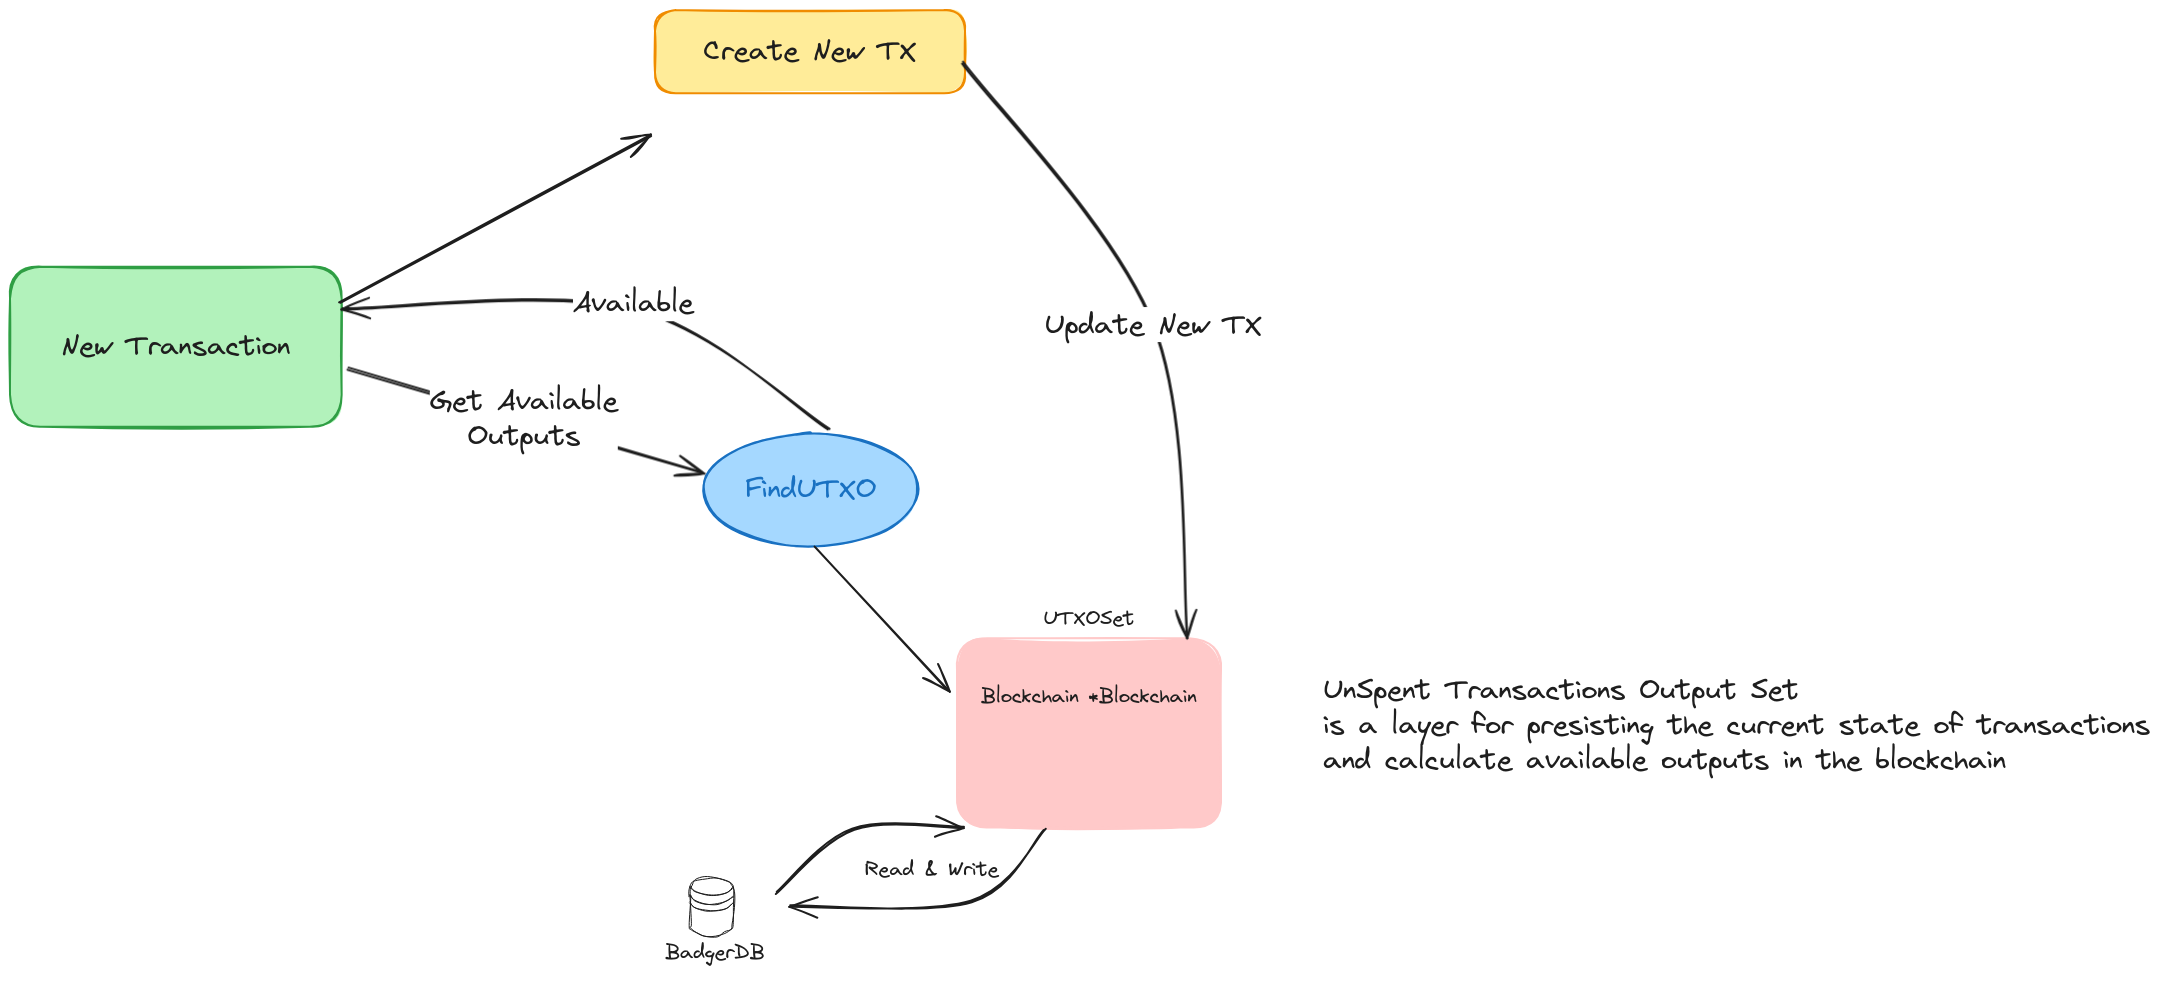 Create New TX
Available
Update New TX
New Transaction
Get Available
Outputs
FindUTXO
UTXOSet
Blockchain *Blockchain
UnSpent Transactions Output Set
is a layer for presisting the current state of transactions
and calculate available outputs in the blockchain
Read & Write
BadgerDB